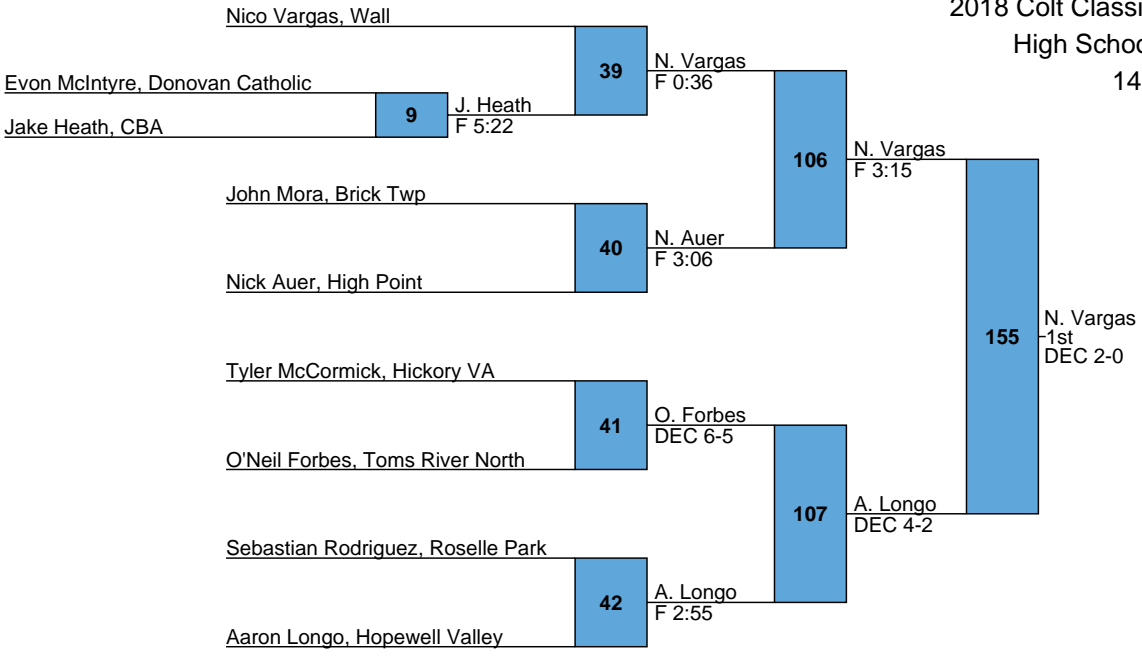 2018 Colt Classi
High Schoo
14
Nico Vargas, Wall
Evon McIntyre, Donovan Catholic
Jake Heath, CBA
9
J. Heath
F 5:22
39
N. Vargas
F 0:36
John Mora, Brick Twp
Nick Auer, High Point
40
N. Auer
F 3:06
106
N. Vargas
F 3:15
Tyler McCormick, Hickory VA
O'Neil Forbes, Toms River North
41
O. Forbes
DEC 6-5
Sebastian Rodriguez, Roselle Park
Aaron Longo, Hopewell Valley
42
A. Longo
F 2:55
107
A. Longo
DEC 4-2
155
N. Vargas
1st
DEC 2-0